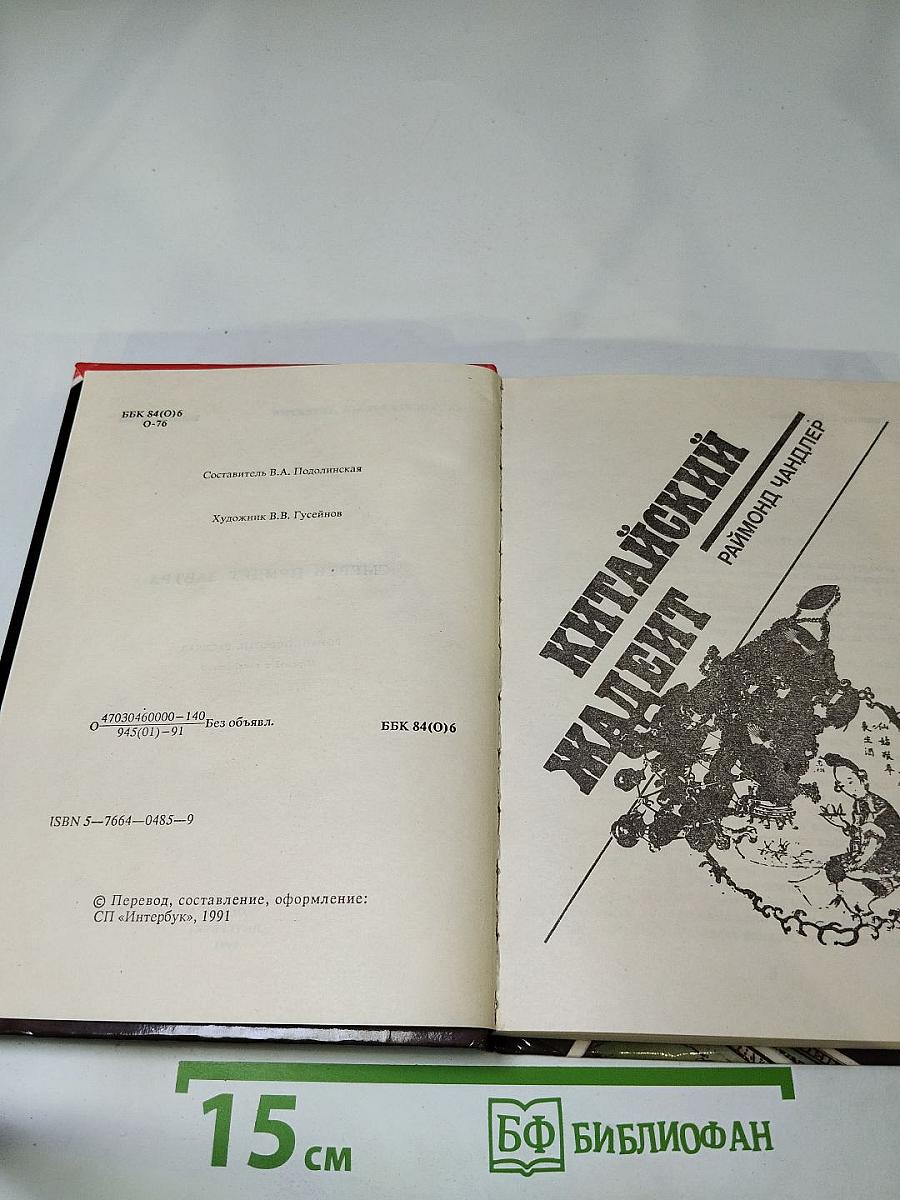 ББК 84(О)6
О-76
Составитель В.А. Подолинская
Художник В.В. Гусейнов
О 47030460000–140 Без объявл.
945(01)–91
ББК 84(О)6
ISBN 5—7664—0485—9
© Перевод, составление, оформление:
СП «Интербук», 1991
КИТАЙСКИЙ
ЖАДЕИТ
РАЙМОНД ЧАНДЛЕР
15 см
БФ БИБЛИОФАН